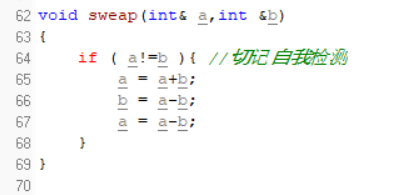 62 void sweap(int& a,int &b)
63 {
64 if ( a!=b ){ //切记 自我检测
65 a = a+b;
66 b = a-b;
67 a = a-b;
68 }
69 }
70